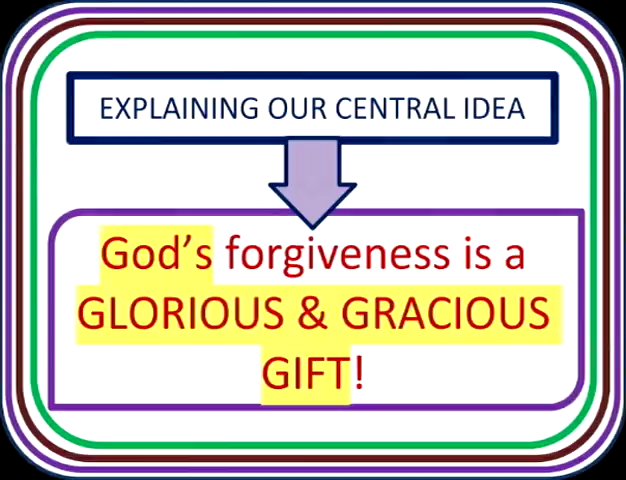 EXPLAINING OUR CENTRAL IDEA
God’s forgiveness is a
GLORIOUS & GRACIOUS
GIFT!